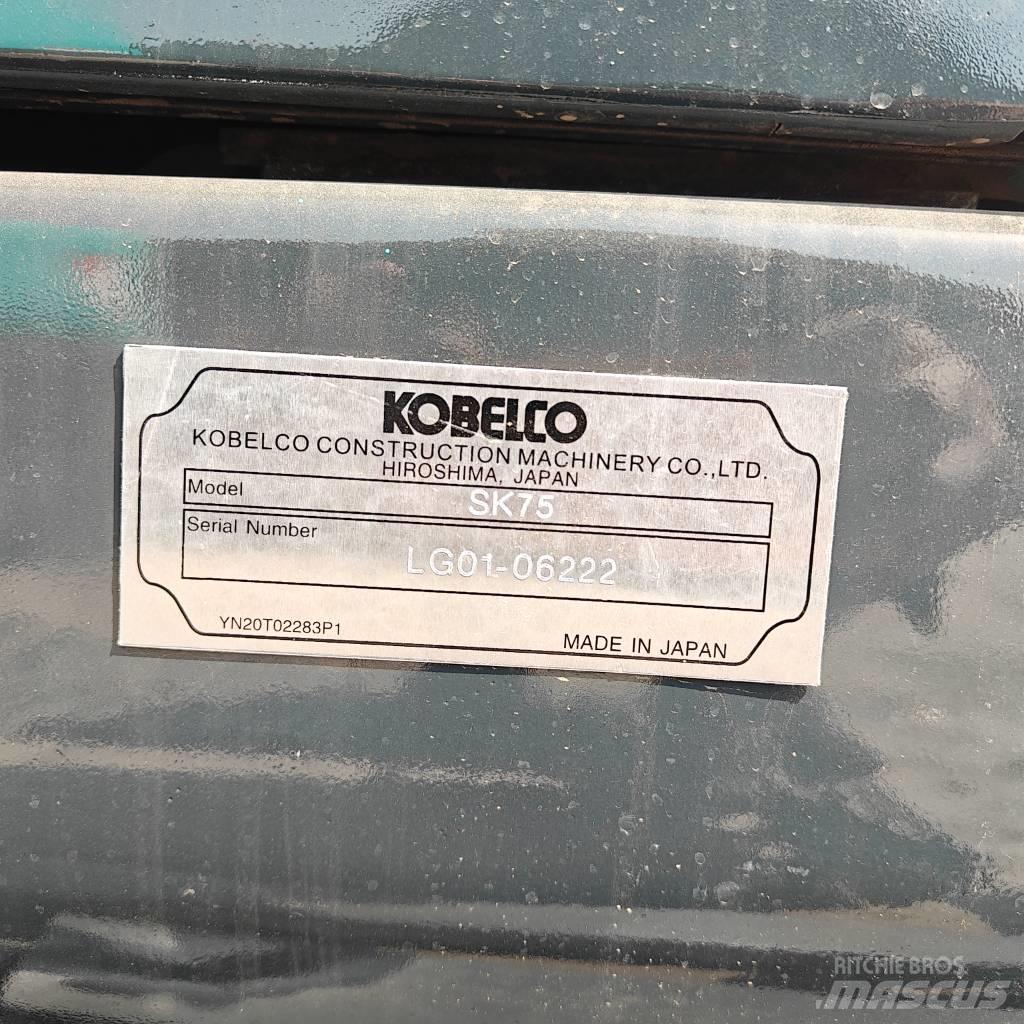 KOBELCO
KOBELCO CONSTRUCTION MACHINERY CO.,LTD.
HIROSHIMA, JAPAN
Model SK75
Serial Number
LG01-06222
YN20T02283P1 MADE IN JAPAN
RITCHIE BROS.
MASCUS